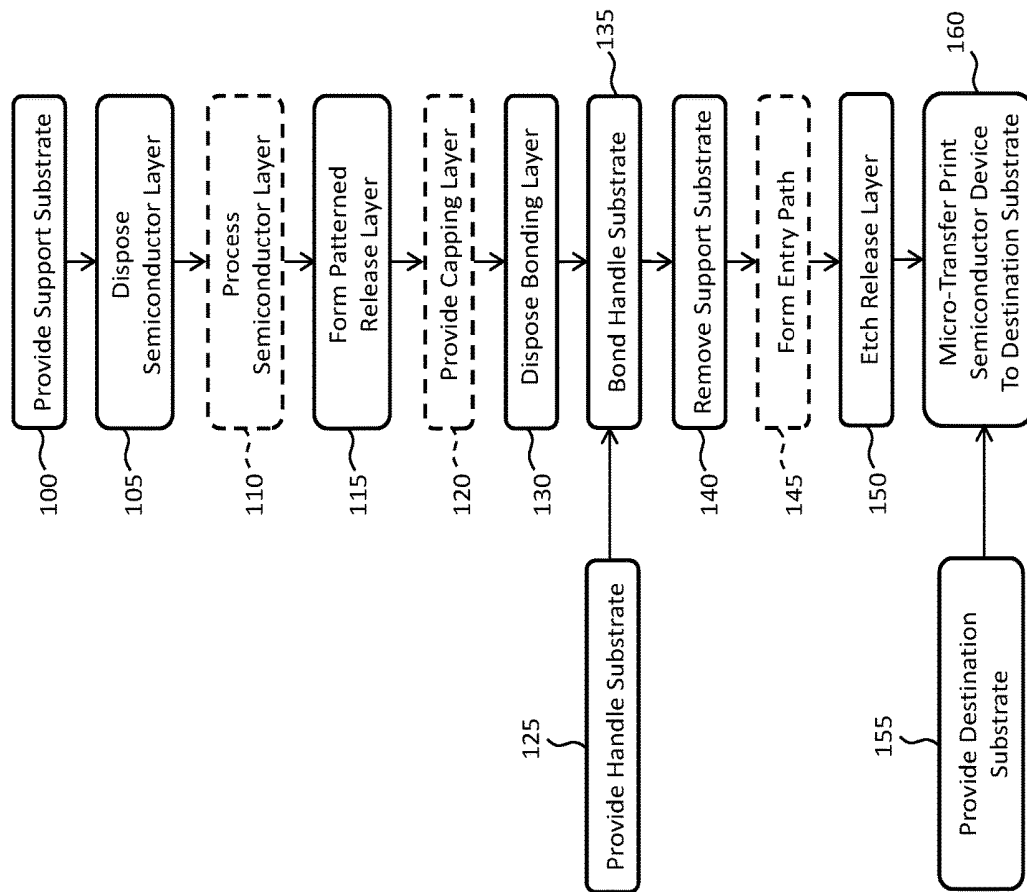 100
Provide Support Substrate
105
Dispose
Semiconductor Layer
110
Process
Semiconductor Layer
115
Form Patterned
Release Layer
120
Provide Capping Layer
130
Dispose Bonding Layer
125
Provide Handle Substrate
135
Bond Handle Substrate
140
Remove Support Substrate
145
Form Entry Path
150
Etch Release Layer
155
Provide Destination
Substrate
160
Micro-Transfer Print
Semiconductor Device
To Destination Substrate